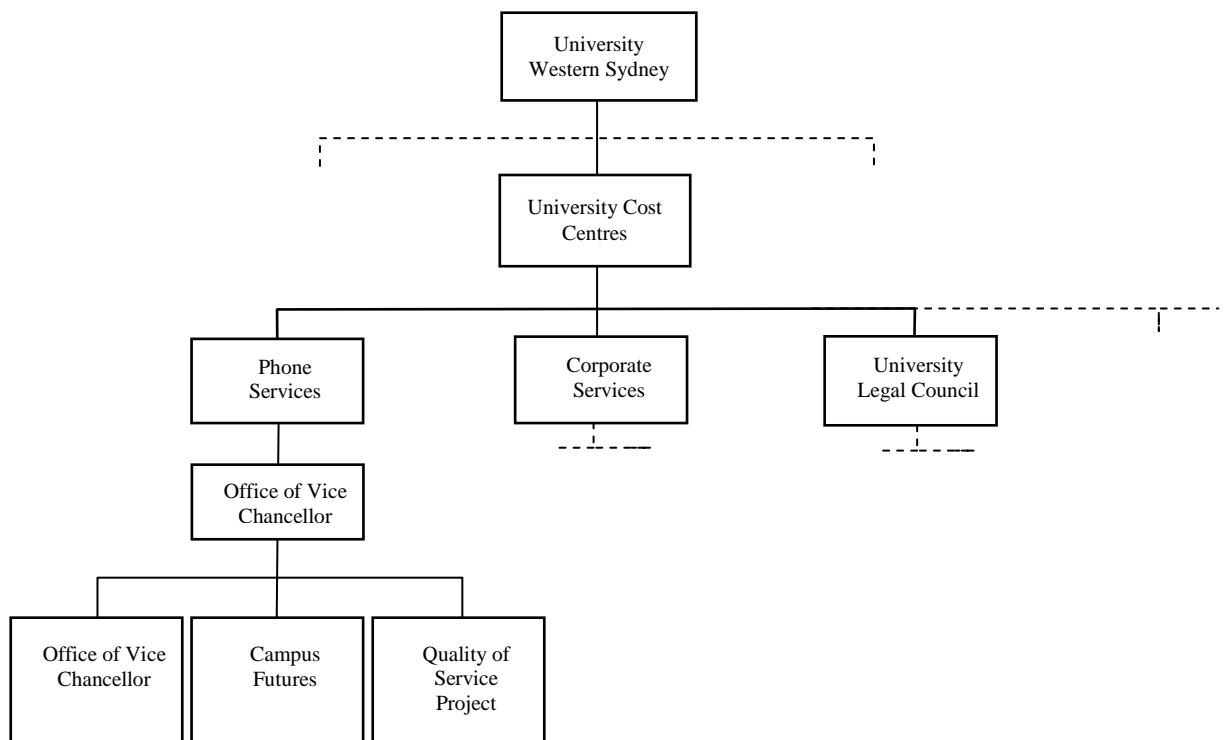 University
Western Sydney
University Cost
Centres
Phone
Services
Corporate
Services
University
Legal Council
Office of Vice
Chancellor
Office of Vice
Chancellor
Campus
Futures
Quality of
Service
Project